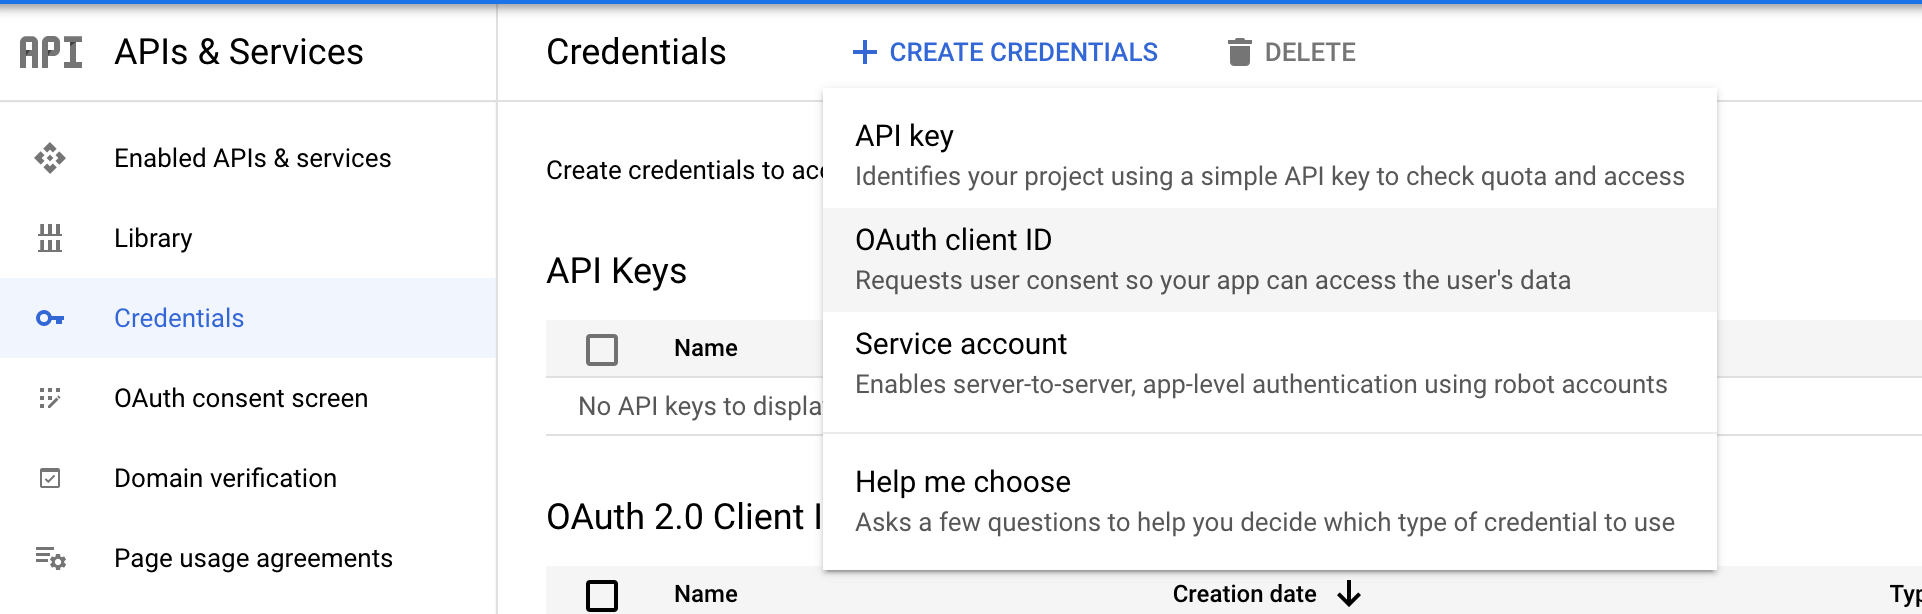 API APIs & Services
Credentials
CREATE CREDENTIALS
DELETE
Enabled APIs & services
Library
Credentials
OAuth consent screen
Domain verification
Page usage agreements
Create credentials to
API key
Identifies your project using a simple API key to check quota and access
OAuth client ID
Requests user consent so your app can access the user's data
Service account
Enables server-to-server, app-level authentication using robot accounts
Help me choose
Asks a few questions to help you decide which type of credential to use
API Keys
Name
No API keys to
OAuth 2.0 Client
Name
Creation date